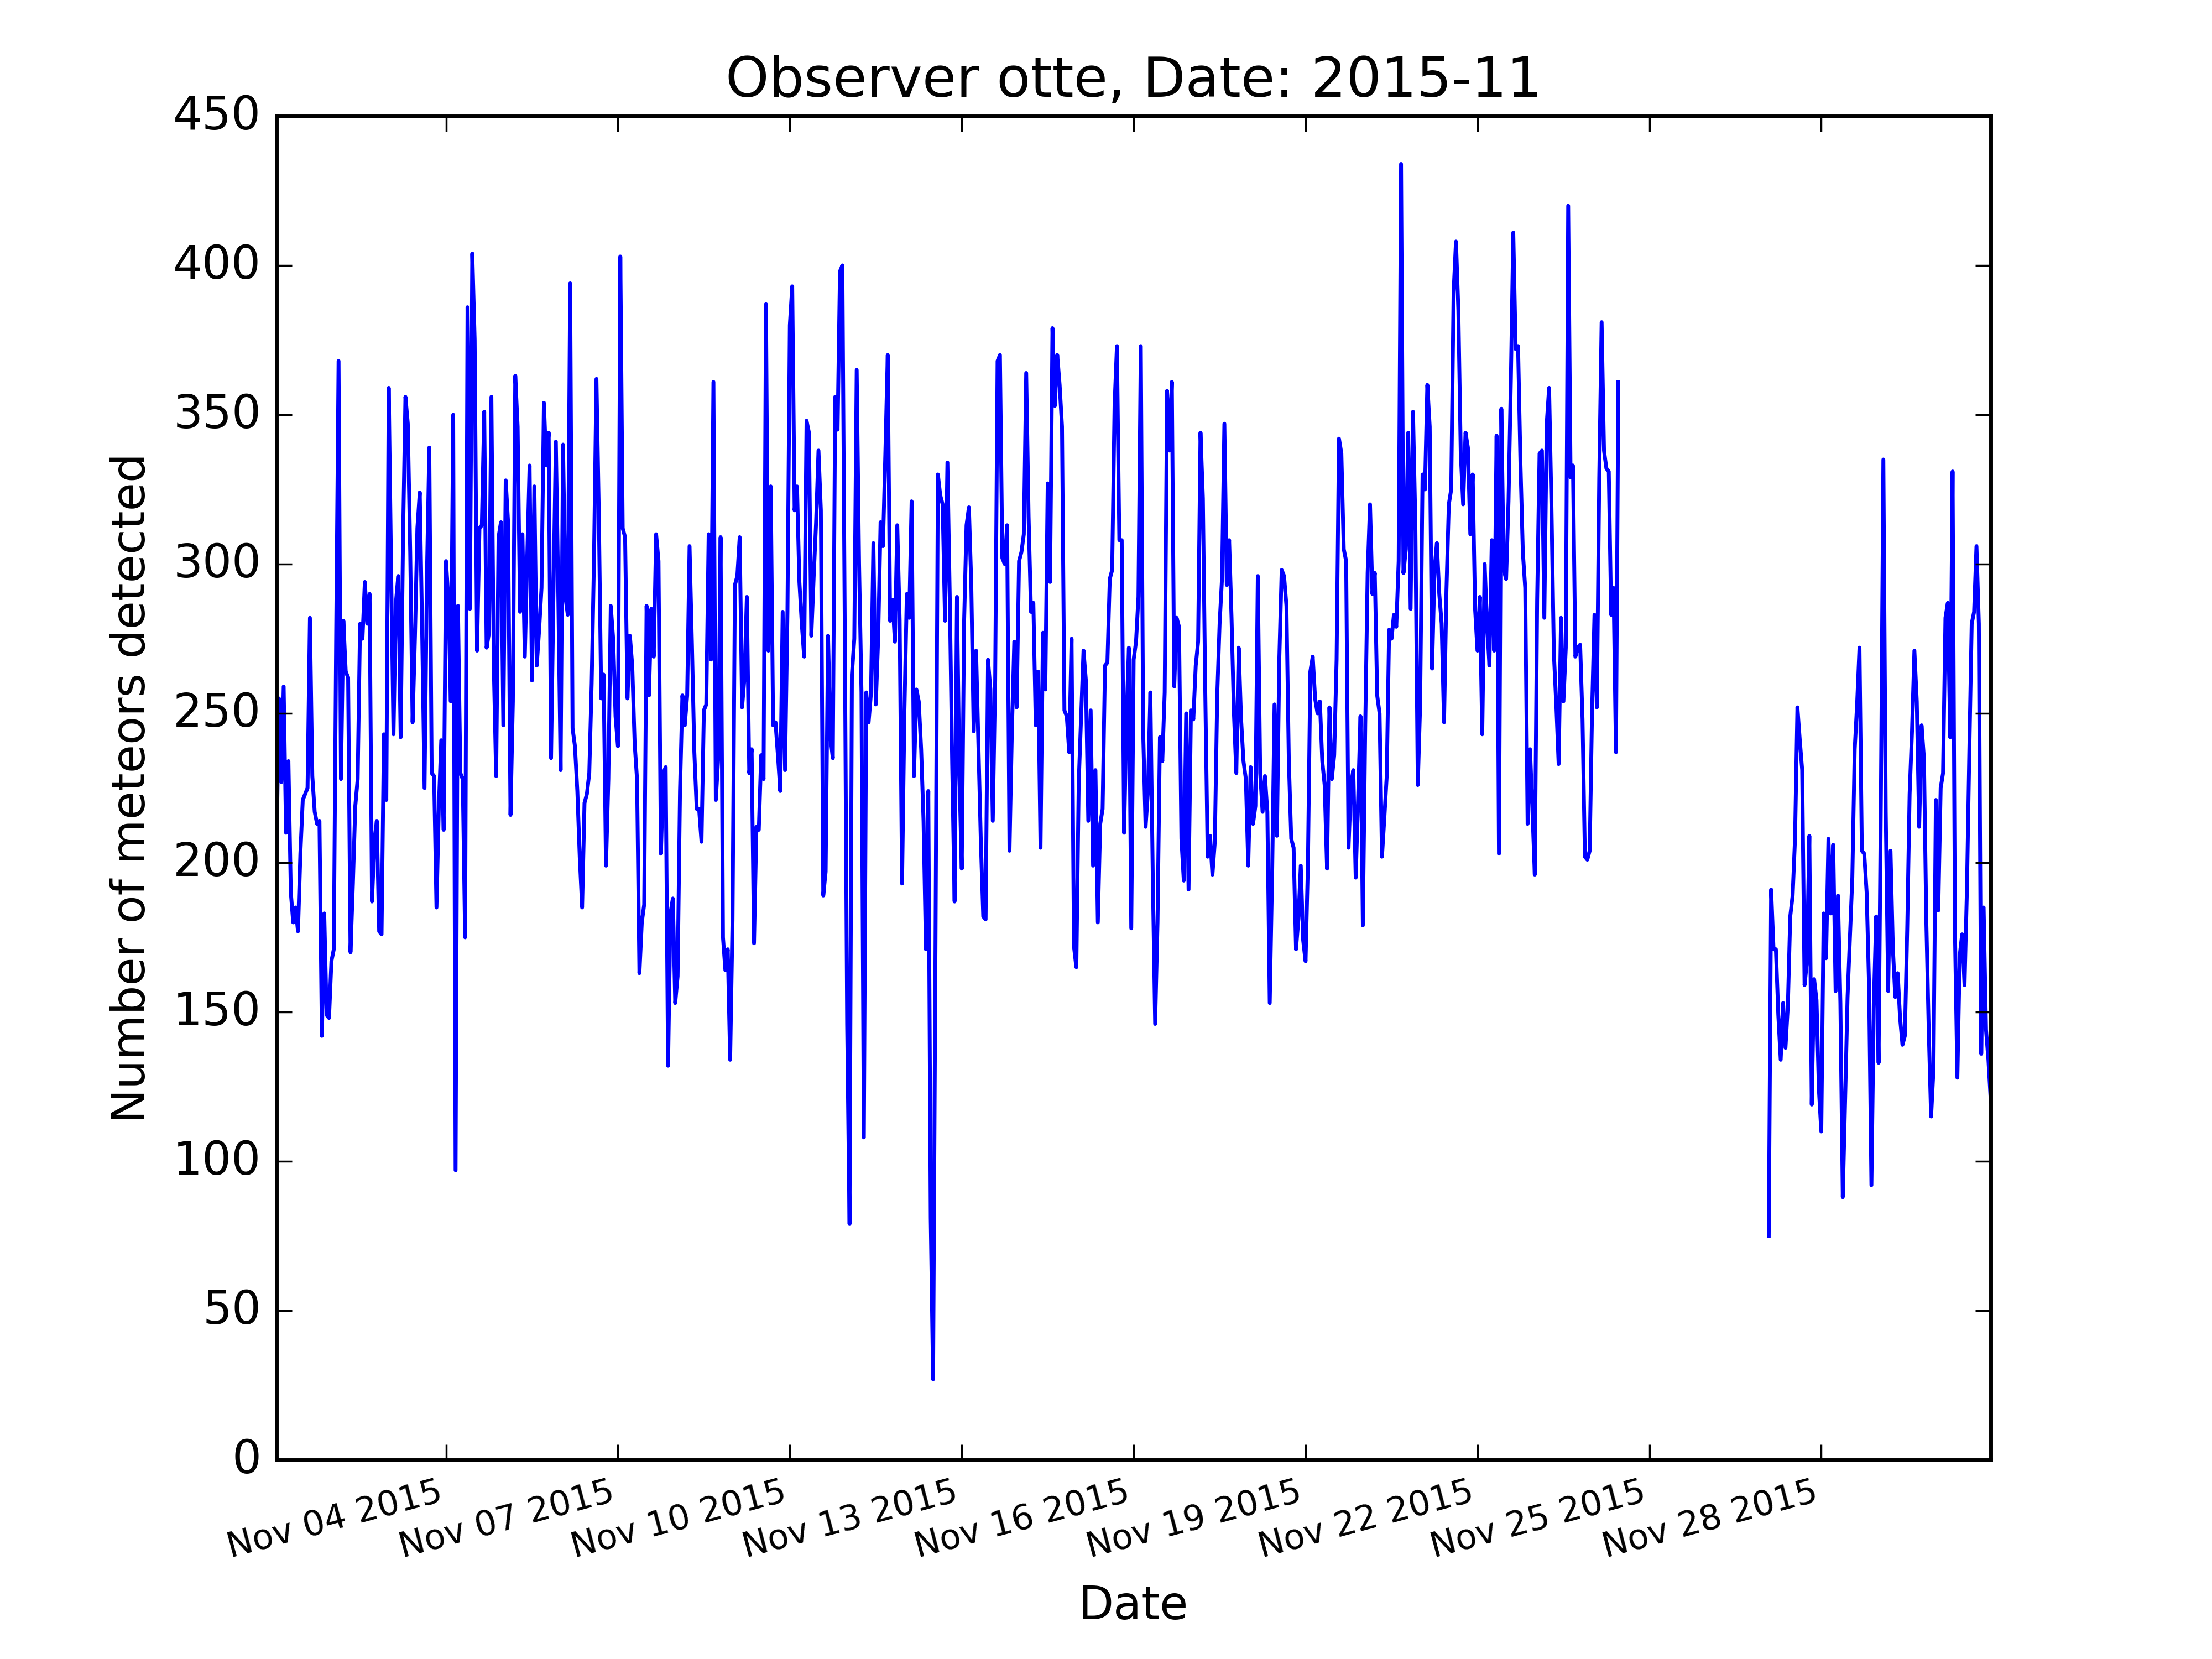 Observer otte, Date: 2015-11
450
400
350
300
250
200
150
100
50
0
Number of meteors detected
Nov 04 2015
Nov 07 2015
Nov 10 2015
Nov 13 2015
Nov 16 2015
Nov 19 2015
Nov 22 2015
Nov 25 2015
Nov 28 2015
Date